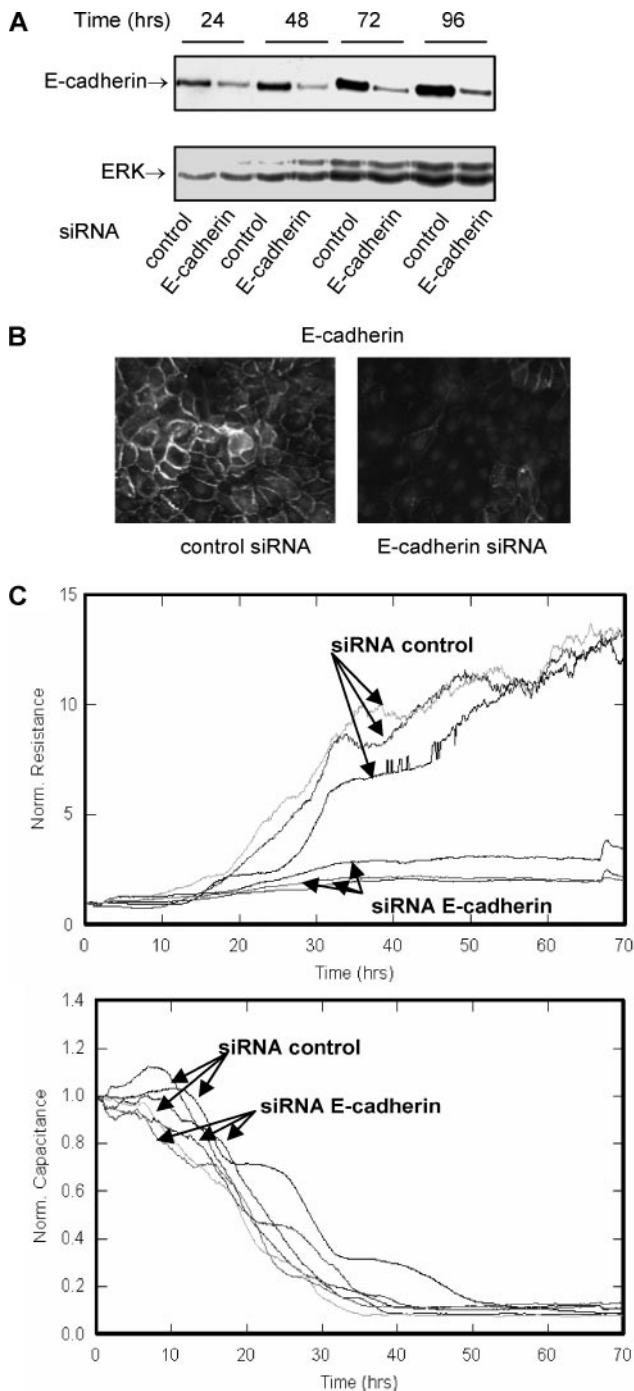 A
Time (hrs) 24 48 72 96
E-cadherin→
ERK→
siRNA control E-cadherin control E-cadherin control E-cadherin control E-cadherin
B
E-cadherin
control siRNA E-cadherin siRNA
C
15
10
5
0
Norm. Resistance
siRNA control
siRNA E-cadherin
0 10 20 30 40 50 60 70
Time (hrs)
1.4
1.2
1.0
0.8
0.6
0.4
0.2
0.0
Norm. Capacitance
siRNA control
siRNA E-cadherin
0 10 20 30 40 50 60 70
Time (hrs)